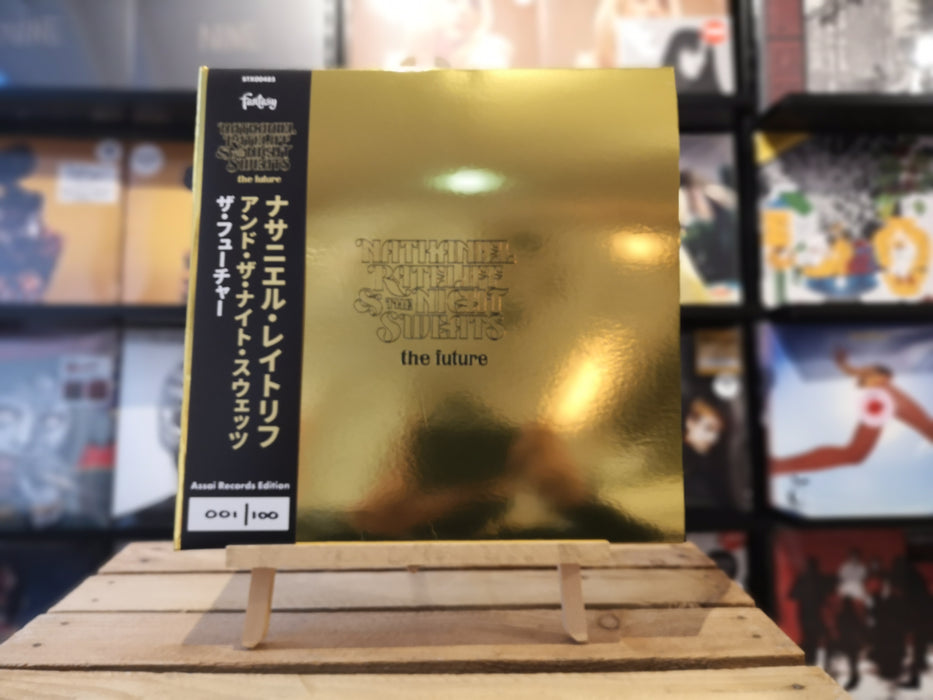 STX00485
fantasy
NATHANIEL
RATELIFF
& THE NIGHT
SWEATS
the future
ナサニエル・レイトリフ
アンド・ザ・ナイト・スウェッツ
ザ・フューチャー
Assai Records Edition
001|100
NATHANIEL
RATELIFF
& THE NIGHT
SWEATS
the future